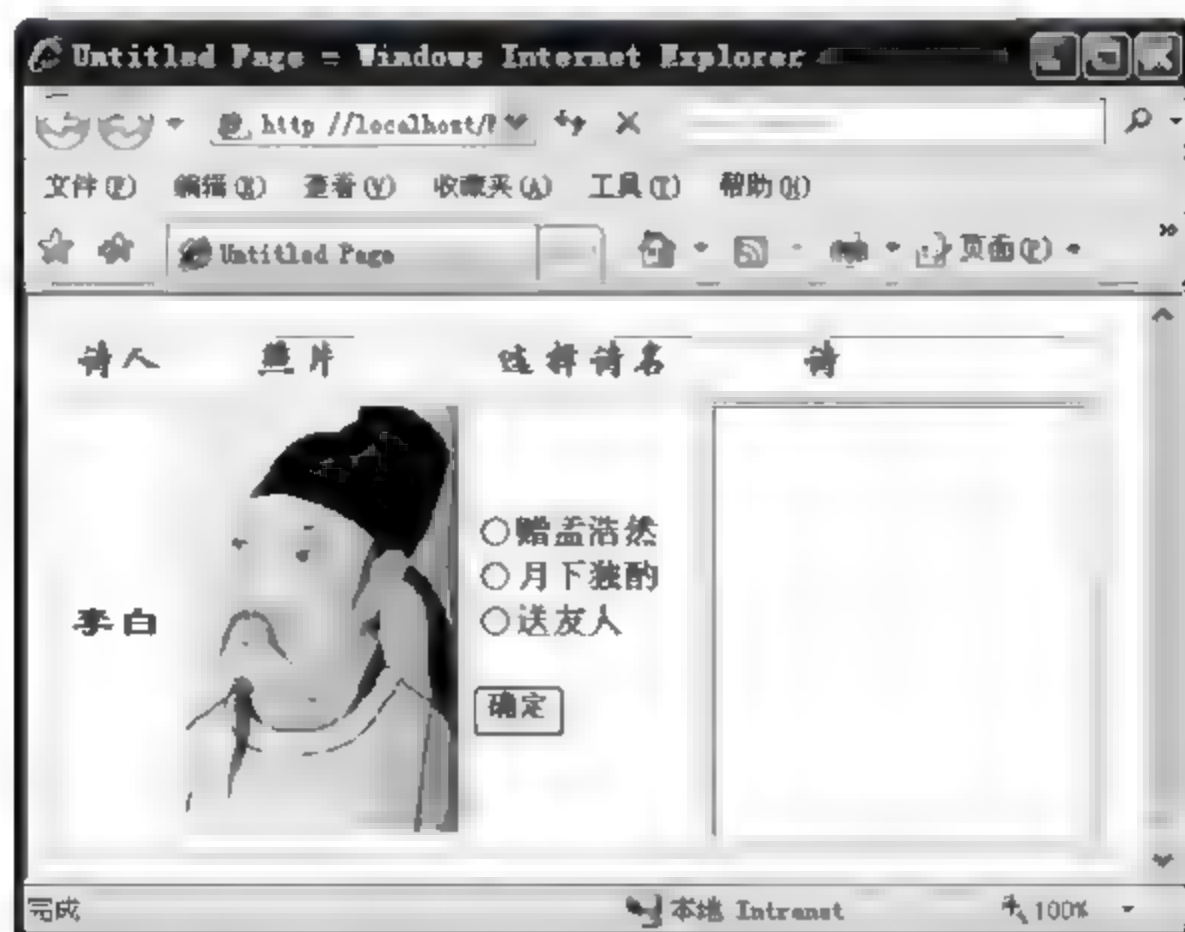 Untitled Page - Windows Internet Explorer
http://localhost/
文件(F) 编辑(E) 查看(V) 收藏夹(A) 工具(T) 帮助(H)
Untitled Page 页面(P)
诗人 照片 选择诗名 诗
赠孟浩然
月下独酌
李白 送友人
确定
完成 本地 Intranet 100%